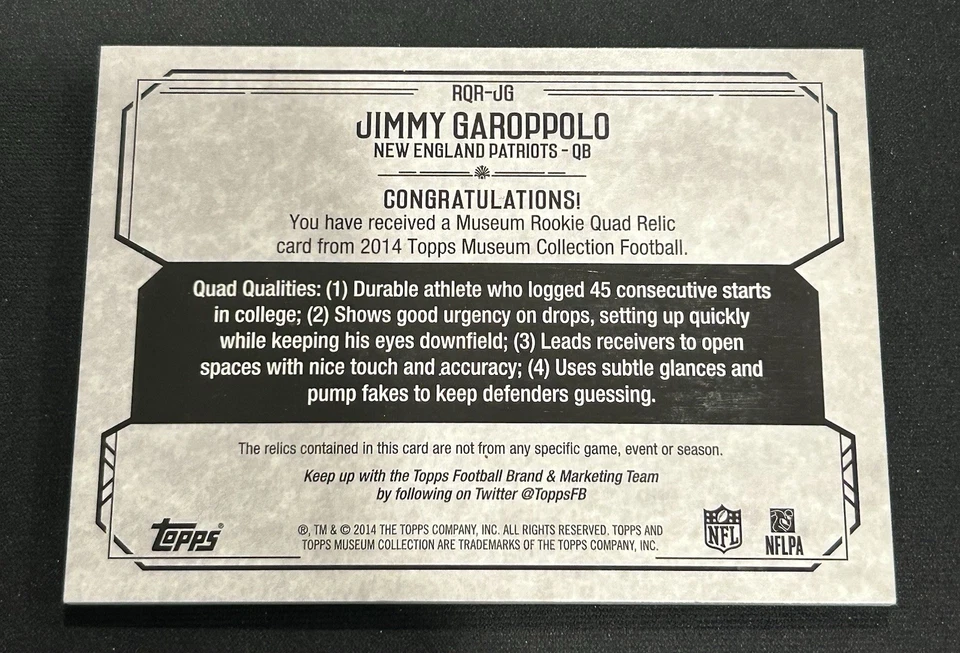 RQR-JG
JIMMY GAROPPOLO
NEW ENGLAND PATRIOTS - QB
CONGRATULATIONS!
You have received a Museum Rookie Quad Relic
card from 2014 Topps Museum Collection Football.
Quad Qualities: (1) Durable athlete who logged 45 consecutive starts
in college; (2) Shows good urgency on drops, setting up quickly
while keeping his eyes downfield; (3) Leads receivers to open
spaces with nice touch and accuracy; (4) Uses subtle glances and
pump fakes to keep defenders guessing.
The relics contained in this card are not from any specific game, event or season.
Keep up with the Topps Football Brand & Marketing Team
by following on Twitter @ToppsFB
Topps®
®, TM & © 2014 THE TOPPS COMPANY, INC. ALL RIGHTS RESERVED. TOPPS AND
TOPPS MUSEUM COLLECTION ARE TRADEMARKS OF THE TOPPS COMPANY, INC.
NFL
NFLPA